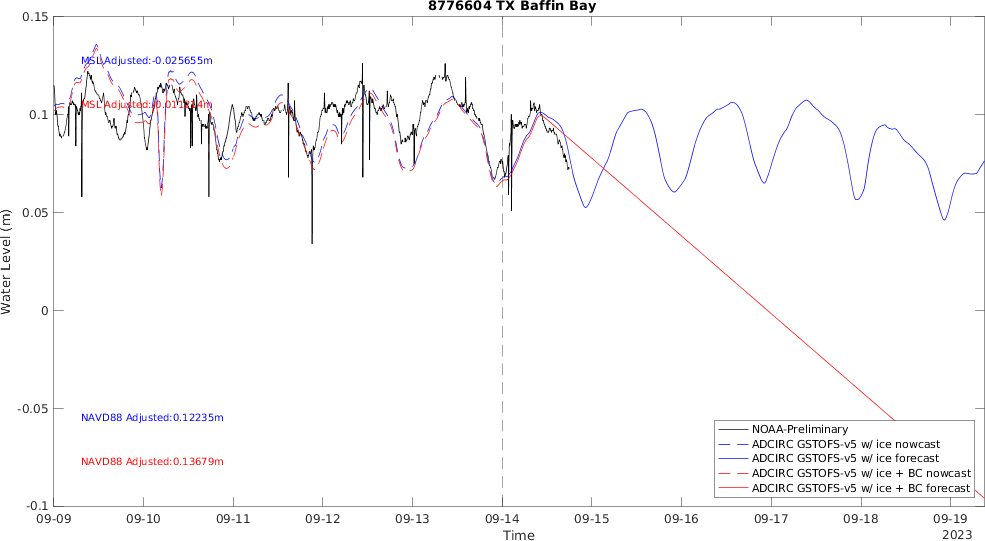 8776604 TX Baffin Bay
0.15
0.1
0.05
0
-0.05
-0.1
Water Level (m)
MSL Adjusted:-0.025655m
MSL Adjusted:
NAVD88 Adjusted:0.12235m
NAVD88 Adjusted:0.13679m
NOAA-Preliminary
ADCIRC GSTOFS-v5 w/ ice nowcast
ADCIRC GSTOFS-v5 w/ ice forecast
ADCIRC GSTOFS-v5 w/ ice + BC nowcast
ADCIRC GSTOFS-v5 w/ ice + BC forecast
09-09 09-10 09-11 09-12 09-13 09-14 09-15 09-16 09-17 09-18 09-19
Time
2023